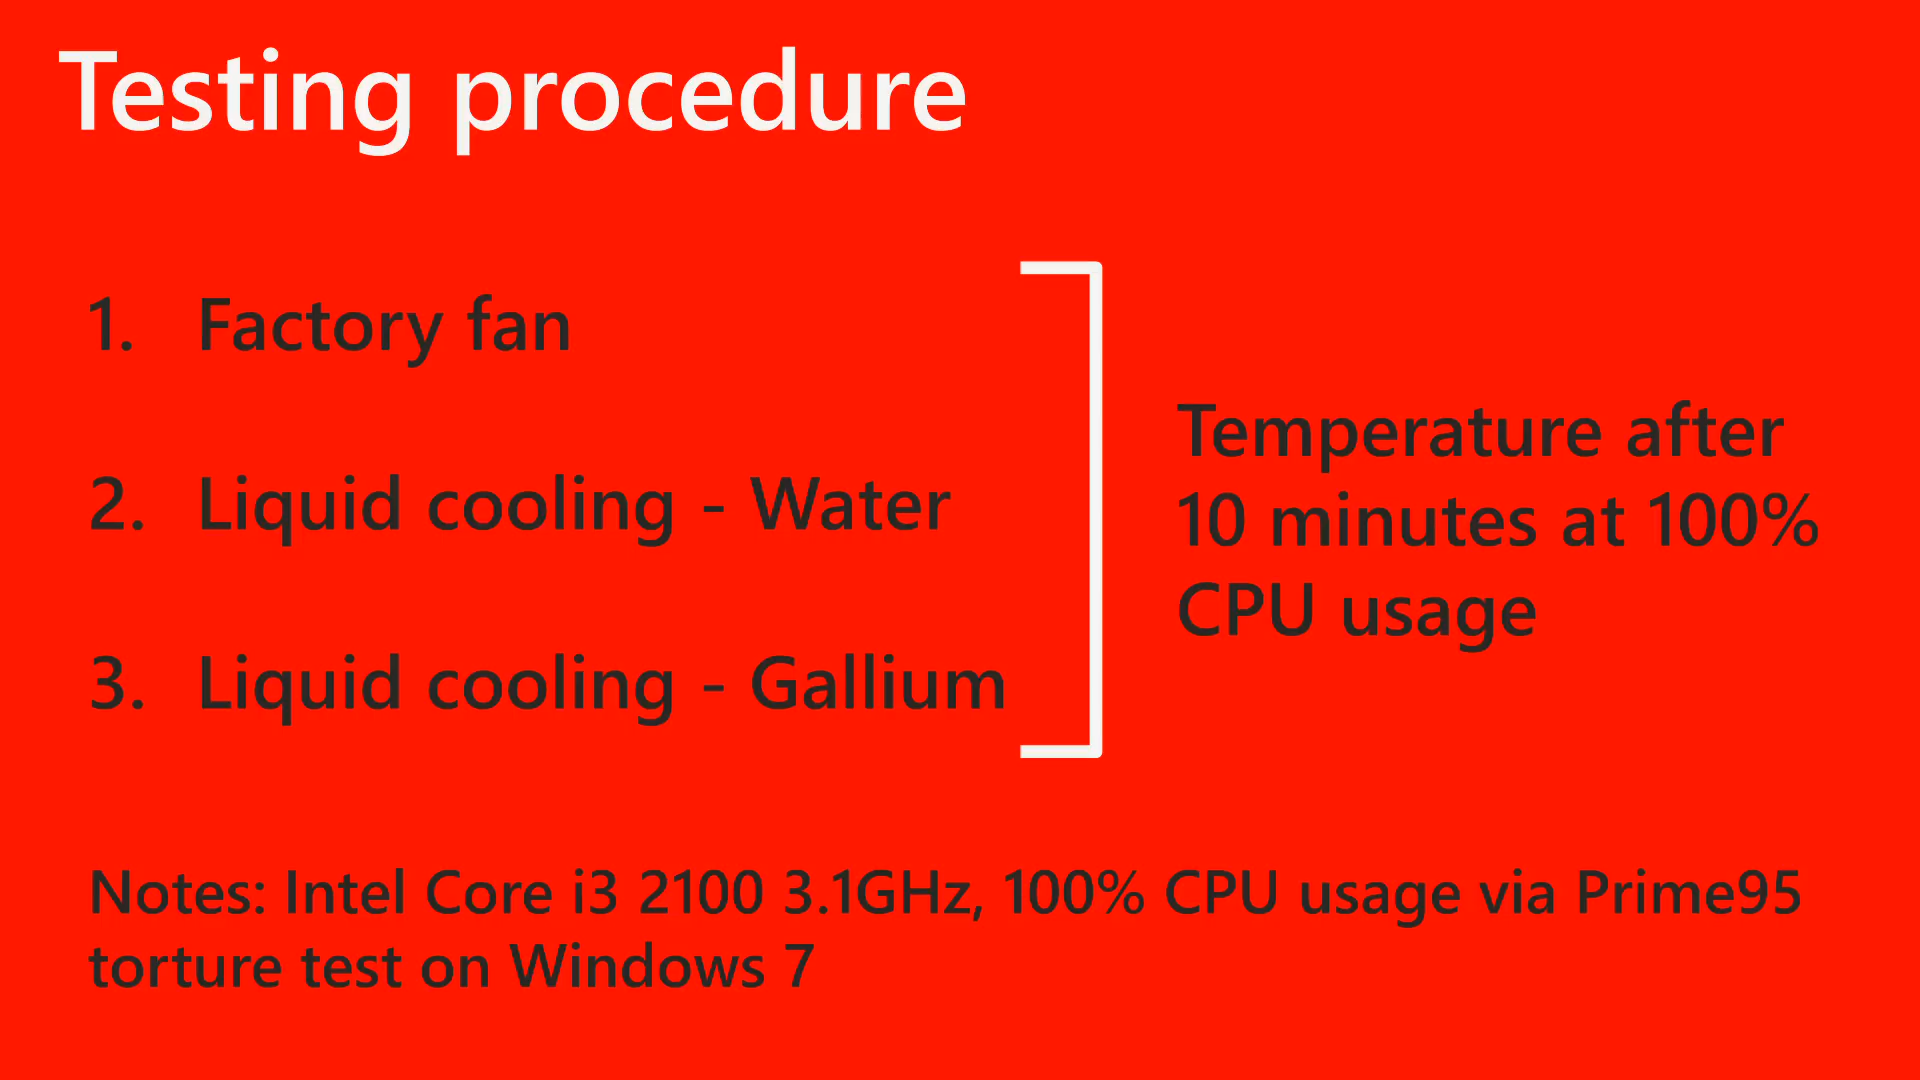 Testing procedure
1. Factory fan
2. Liquid cooling - Water
3. Liquid cooling - Gallium
Temperature after
10 minutes at 100%
CPU usage
Notes: Intel Core i3 2100 3.1GHz, 100% CPU usage via Prime95
torture test on Windows 7